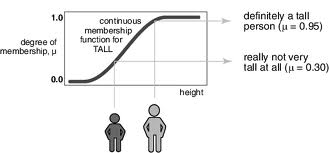 1.0
continuous
membership
function for
TALL
degree of
membership, μ
0.0
height
definitely a tall
person (μ = 0.95)
really not very
tall at all (μ = 0.30)